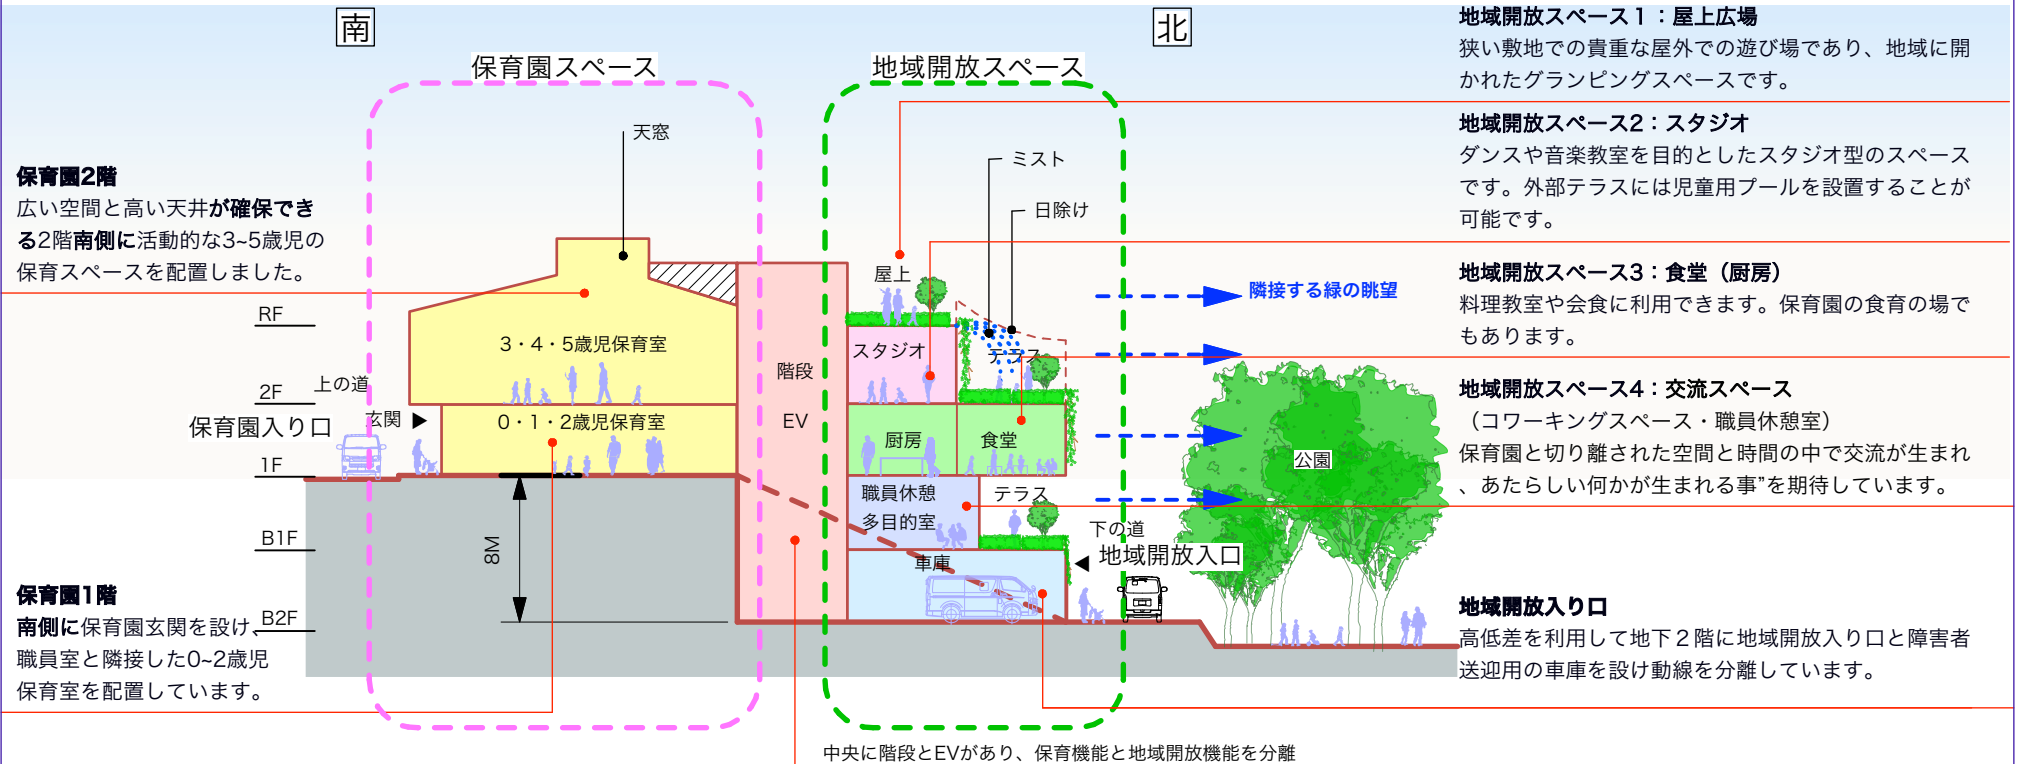 南
北
保育園スペース
地域開放スペース
天窓
ミスト
日除け
保育園2階
広い空間と高い天井が確保でき
る2階南側に活動的な3~5歳児の
保育スペースを配置しました。
屋上
隣接する緑の眺望
RF
3・4・5歳児保育室
スタジオ
テラス
階段
EV
2F
上の道
玄関
保育園入り口
0・1・2歳児保育室
厨房
食堂
公園
1F
職員休憩
多目的室
テラス
B1F
8M
下の道
地域開放入口
車庫
B2F
保育園1階
南側に保育園玄関を設け、
職員室と隣接した0~2歳児
保育室を配置しています。
中央に階段とEVがあり、保育機能と地域開放機能を分離
地域開放スペース1：屋上広場
狭い敷地での貴重な屋外での遊び場であり、地域に開
かれたグランピングスペースです。
地域開放スペース2：スタジオ
ダンスや音楽教室を目的としたスタジオ型のスペース
です。外部テラスには児童用プールを設置することが
可能です。
地域開放スペース3：食堂（厨房）
料理教室や会食に利用できます。保育園の食育の場で
もあります。
地域開放スペース4：交流スペース
（コワーキングスペース・職員休憩室）
保育園と切り離された空間と時間の中で交流が生まれ
、あたらしい何かが生まれる事”を期待しています。
地域開放入り口
高低差を利用して地下２階に地域開放入り口と障害者
送迎用の車庫を設け動線を分離しています。